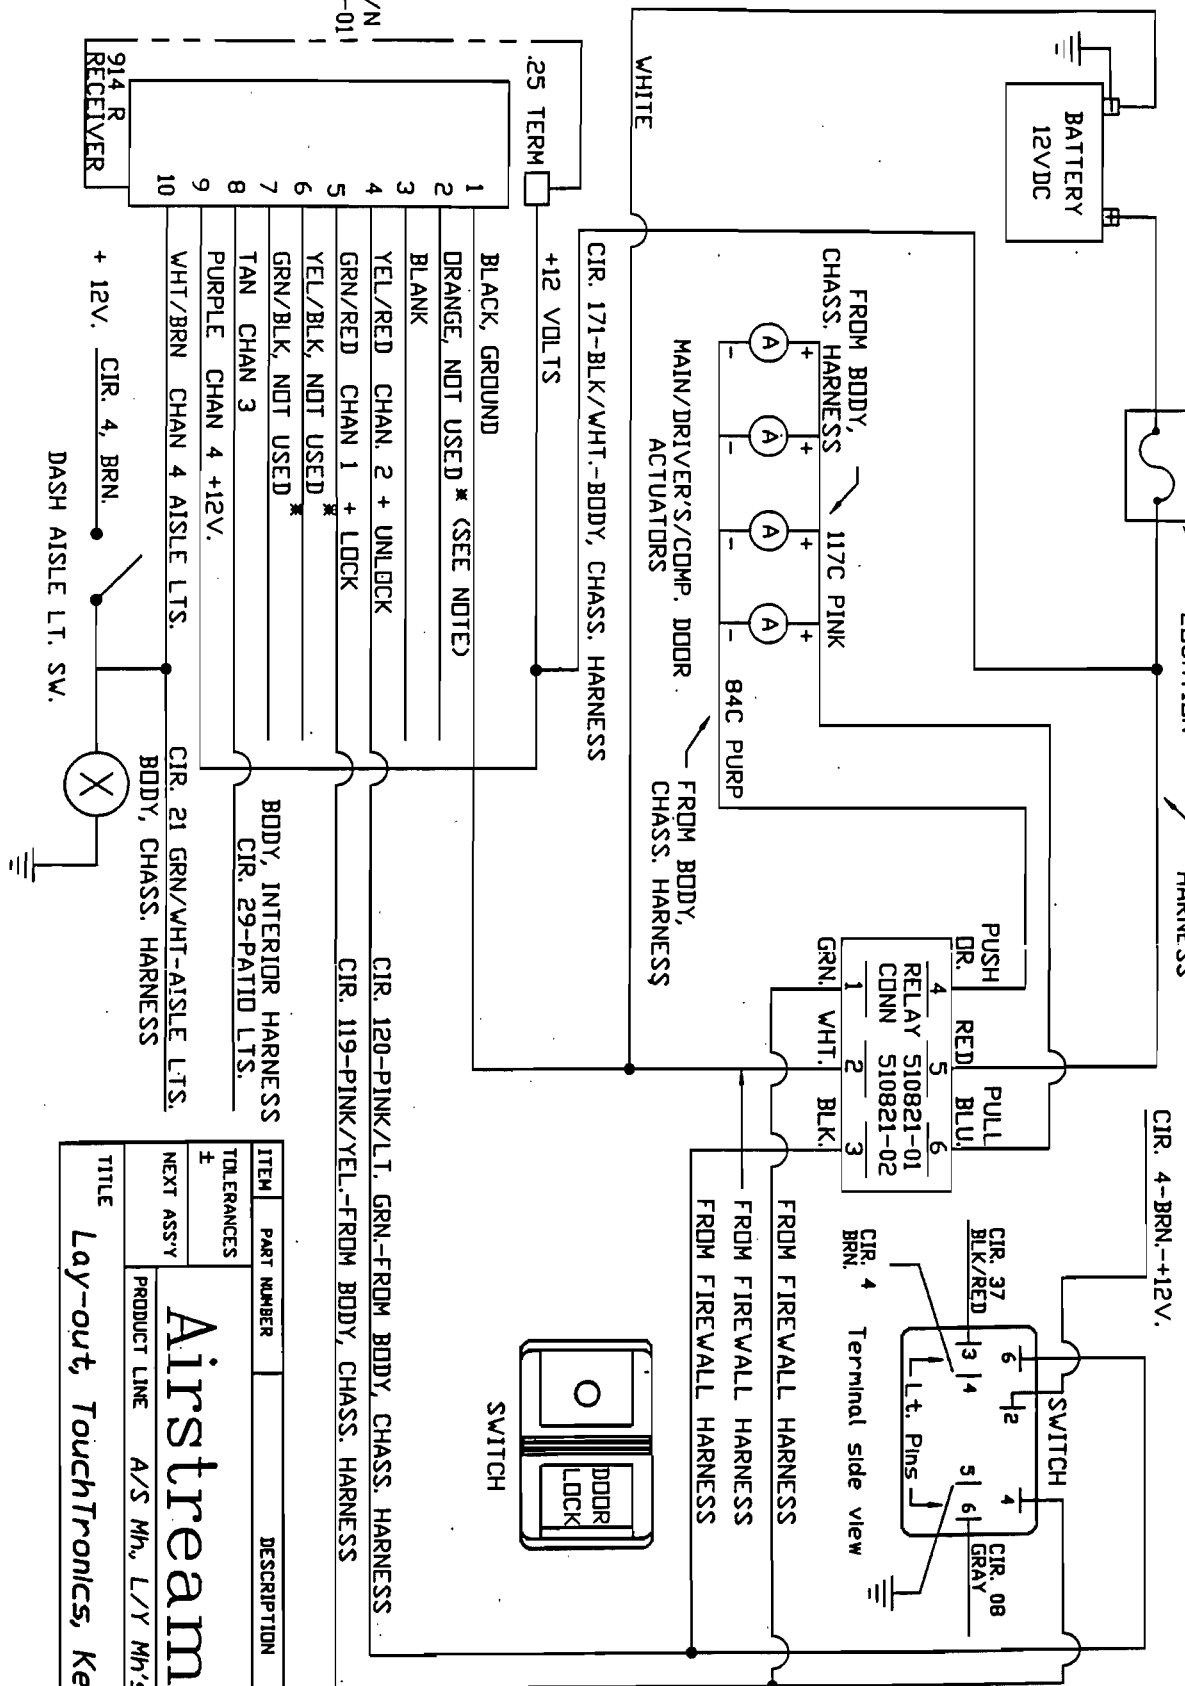 /N
-01
914 R
RECEIVER
.25 TERM
WHITE
BATTERY
12VDC
1
2
3
4
5
6
7
8
9
10
+12 VOLTS
BLACK, GROUND
ORANGE, NOT USED * (SEE NOTE)
BLANK
YEL/RED CHAN. 2 + UNLOCK
GRN/RED CHAN 1 + LOCK
YEL/BLK, NOT USED *
GRN/BLK, NOT USED *
TAN CHAN 3
PURPLE CHAN 4 +12V.
WHT/BRN CHAN 4 AISLE LTS.
+ 12V. CIR. 4, BRN.
DASH AISLE LT. SW.
X
CIR. 171-BLK/WHT.-BODY, CHASS. HARNESS
FROM BODY,
CHASS. HARNESS
117C PINK
+ + + +
A A A A
- - - -
MAIN/DRIVER'S/COMP. DOOR
ACTUATORS
84C PURP
FROM BODY,
CHASS. HARNESS
HARNESS
PUSH
OR. RED
PULL
BLU.
4 5 6
RELAY 510821-01
CONN 510821-02
1 2 3
GRN. WHT. BLK.
CIR. 4-BRN.-+12V.
FROM FIREWALL HARNESS
FROM FIREWALL HARNESS
FROM FIREWALL HARNESS
SWITCH
6 2 4
3 4 5 6
Lt. Pins
CIR. 37
BLK/RED
CIR. 4
BRN.
CIR. 08
GRAY
Terminal side view
O
DOOR
LOCK
SWITCH
BODY, INTERIOR HARNESS
CIR. 29-PATIO LTS.
CIR. 21 GRN/WHT-AISLE LTS.
BODY, CHASS. HARNESS
CIR. 120-PINK/LT. GRN.-FROM BODY, CHASS. HARNESS
CIR. 119-PINK/YEL.-FROM BODY, CHASS. HARNESS
ITEM PART NUMBER DESCRIPTION
TOLERANCES
±
NEXT ASS'Y
Airstream
PRODUCT LINE A/S Mh., L/Y Mh's
TITLE
Lay-out, TouchTronics, Ke